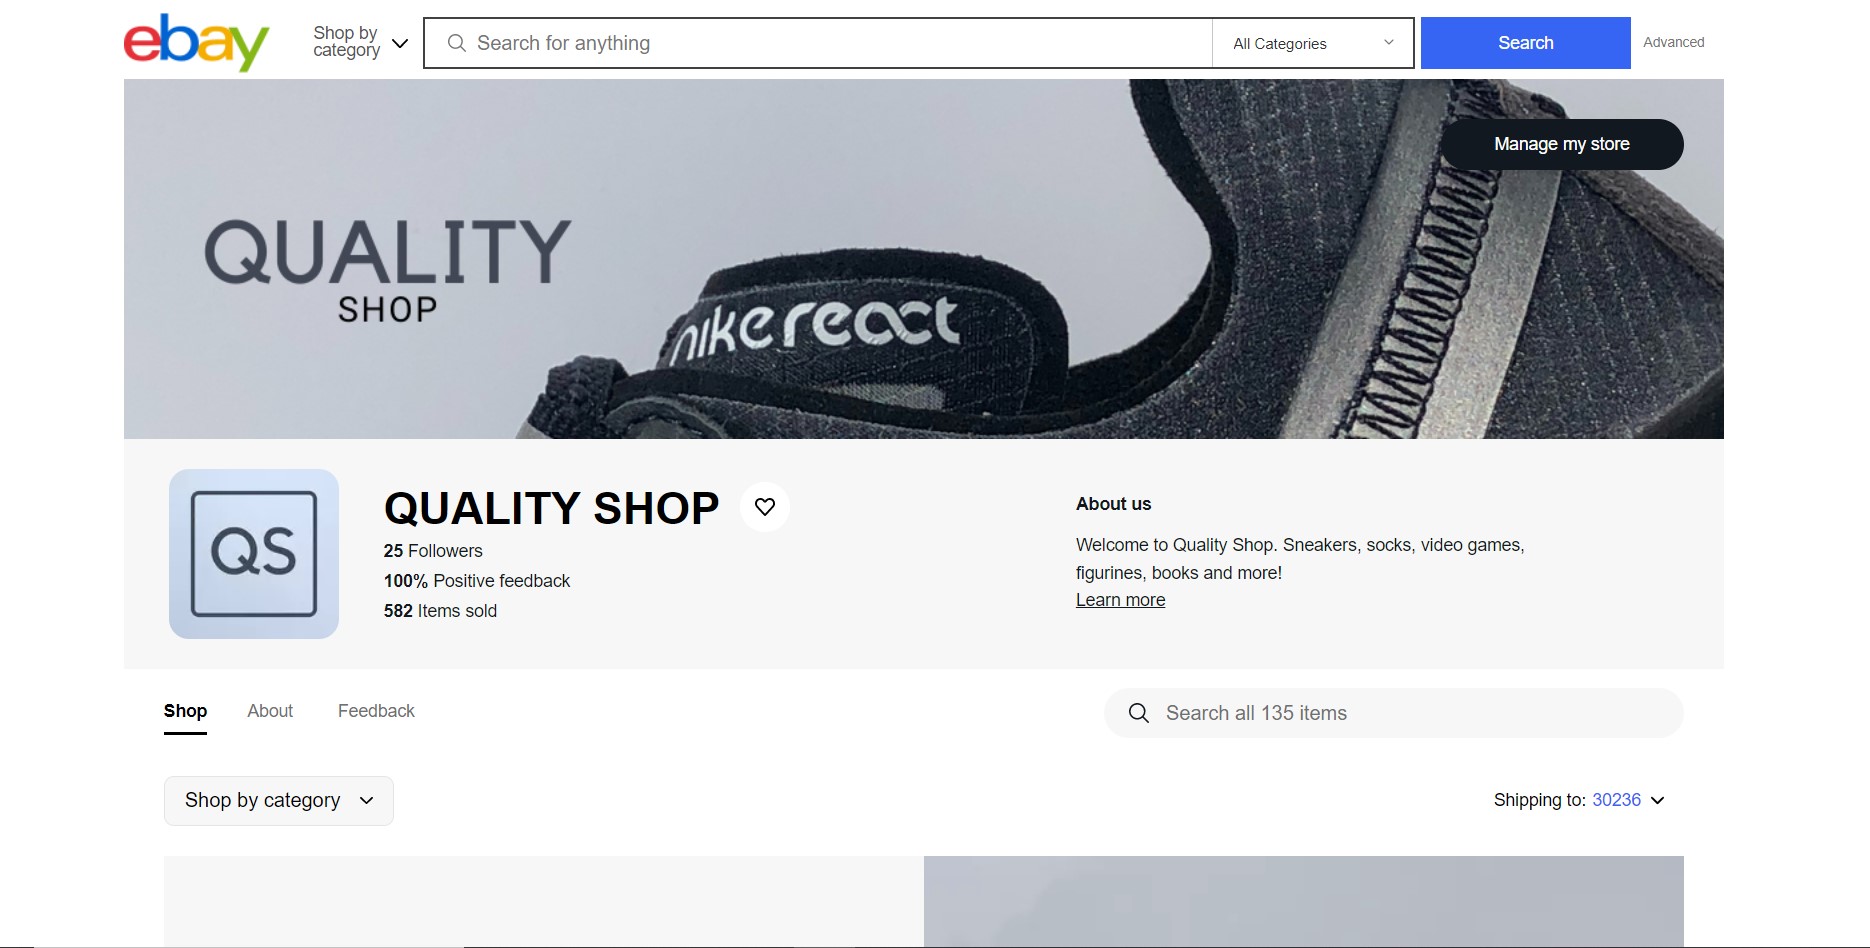 ebay
Shop by
category
Search for anything
All Categories
Search
Advanced
Manage my store
QUALITY
SHOP
nike react
QS
QUALITY SHOP
25 Followers
100% Positive feedback
582 Items sold
About us
Welcome to Quality Shop. Sneakers, socks, video games,
figurines, books and more!
Learn more
Shop
About
Feedback
Search all 135 items
Shop by category
Shipping to: 30236